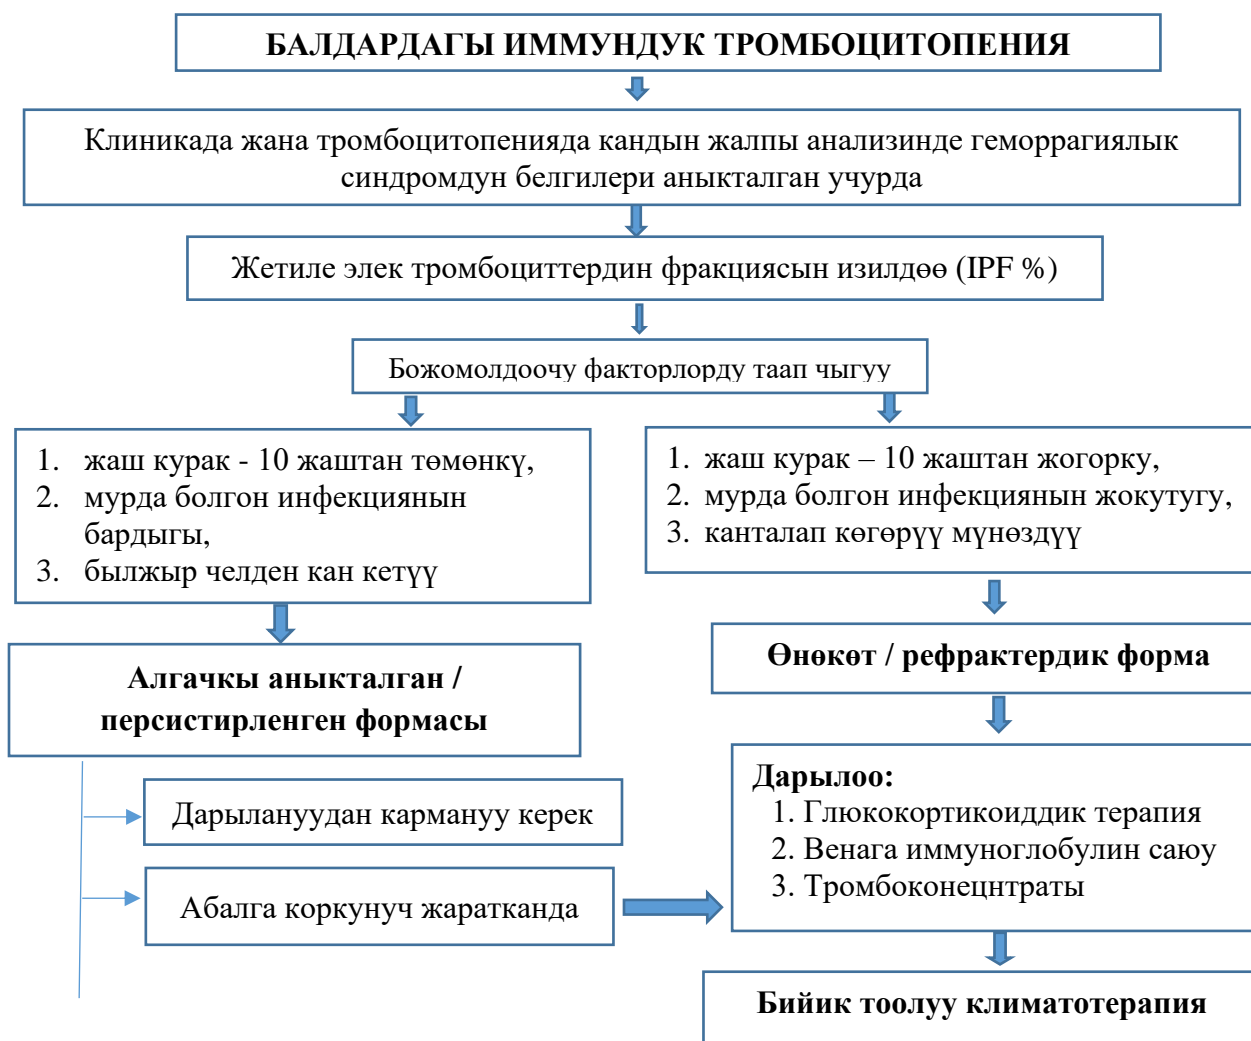 БАЛДАРДАГЫ ИММУНДУК ТРОМБОЦИТОПЕНИЯ
Клиникада жана тромбоцитопенияда кандын жалпы анализинде геморрагиялык
синдромдун белгилери аныкталган учурда
Жетиле элек тромбоциттердин фракциясын изилдөө (IPF %)
Божомолдоочу факторлорду таап чыгуу
1. жаш курак - 10 жаштан төмөнкү,
2. мурда болгон инфекциянын
бардыгы,
3. былжыр челден кан кетүү
1. жаш курак – 10 жаштан жогорку,
2. мурда болгон инфекциянын жокутугу,
3. канталап көгөрүү мүнөздүү
Алгачкы аныкталган /
персистирленген формасы
Өнөкөт / рефрактердик форма
Дарылануудан кармануу керек
Абалга коркунуч жаратканда
Дарылоо:
1. Глюкокортикоиддик терапия
2. Венага иммуноглобулин саюу
3. Тромбоконецнтраты
Бийик тоолуу климатотерапия